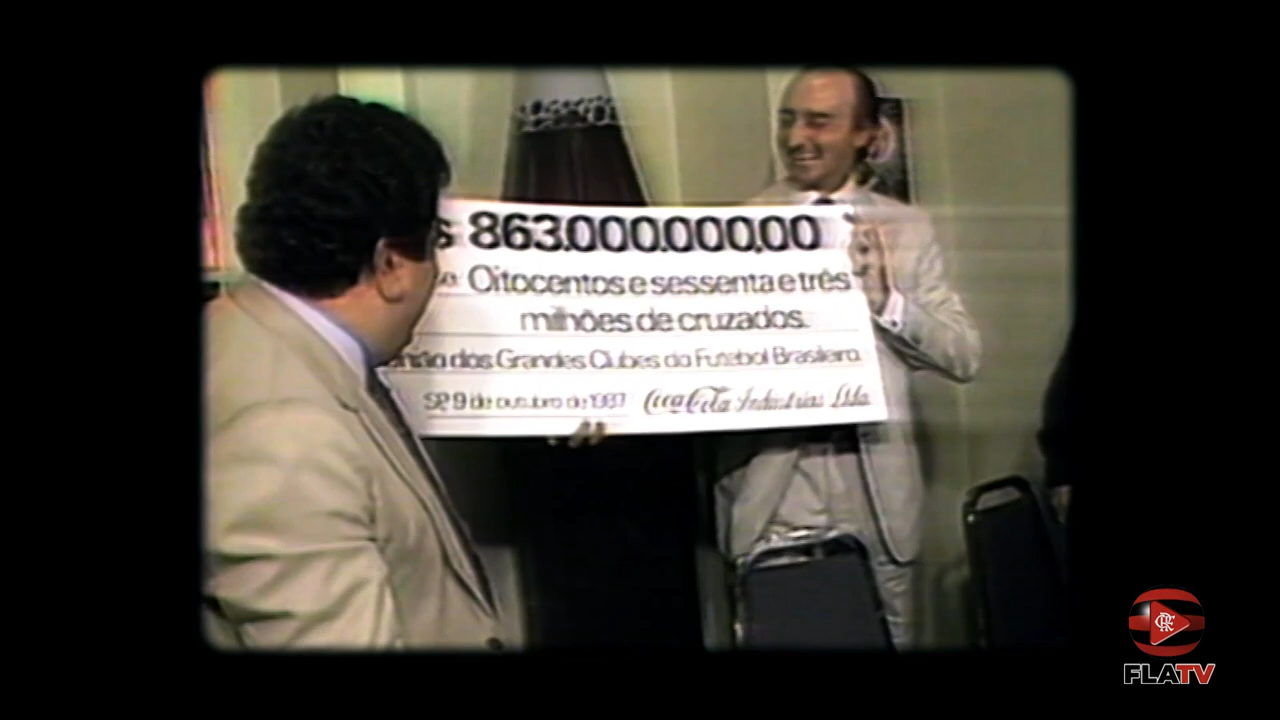 $ 863.000.000,00
Oitocentos e sessenta e três
milhões de cruzados.
dos Grandes Clubes do Futebol Brasileiro.
SP. 9 de outubro de 1987 Coca-Cola Indústrias Ltda.
FLATV